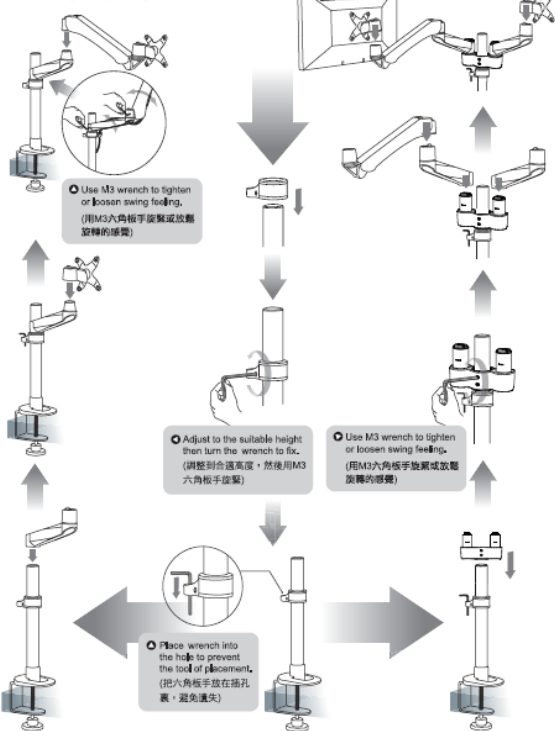 Use M3 wrench to tighten
or loosen swing feeling.
(用M3六角板手旋緊或放鬆
旋轉的感覺)
Adjust to the suitable height
then turn the wrench to fix.
(調整到合適高度，然後用M3
六角板手旋緊)
Use M3 wrench to tighten
or loosen swing feeling.
(用M3六角板手旋緊或放鬆
旋轉的感覺)
Place wrench into
the hole to prevent
the tool of placement.
(把六角板手放在插孔
裏，避免遺失)